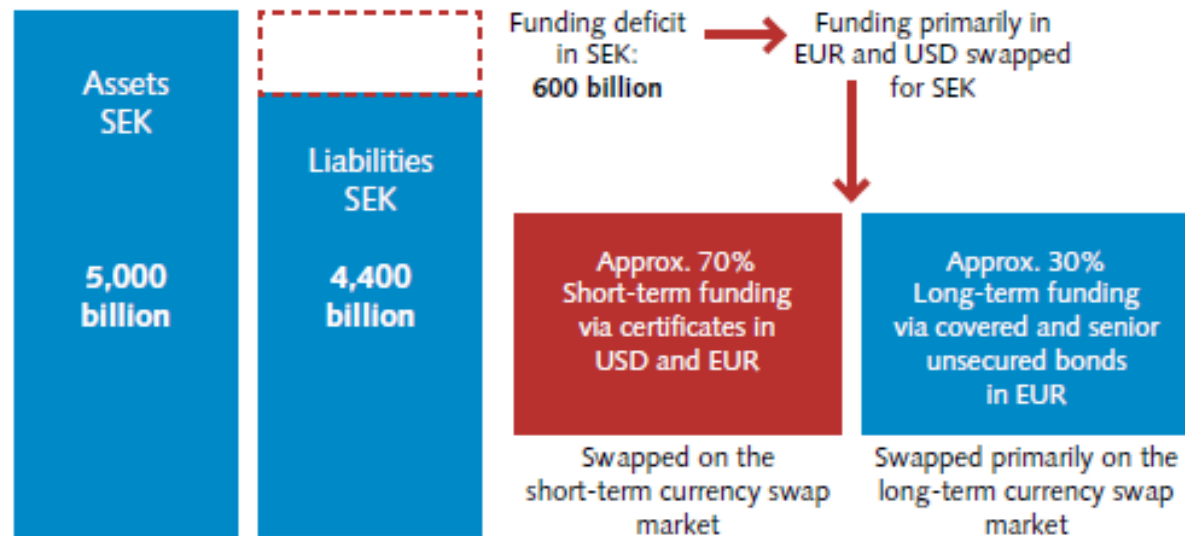 Assets
SEK
5,000
billion
Liabilities
SEK
4,400
billion
Funding deficit
in SEK:
600 billion
Funding primarily in
EUR and USD swapped
for SEK
Approx. 70%
Short-term funding
via certificates in
USD and EUR
Swapped on the
short-term currency swap
market
Approx. 30%
Long-term funding
via covered and senior
unsecured bonds
in EUR
Swapped primarily on the
long-term currency swap
market